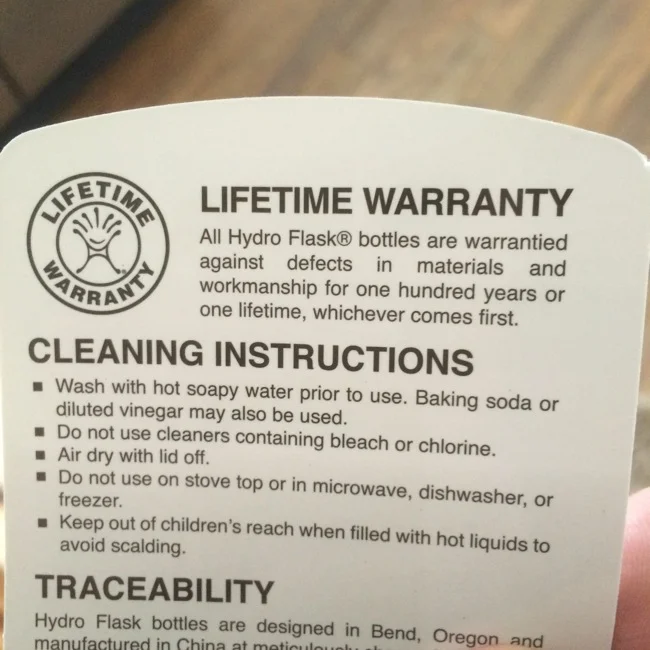 LIFETIME
WARRANTY
LIFETIME WARRANTY
All Hydro Flask® bottles are warrantied
against defects in materials and
workmanship for one hundred years or
one lifetime, whichever comes first.
CLEANING INSTRUCTIONS
▪ Wash with hot soapy water prior to use. Baking soda or
diluted vinegar may also be used.
▪ Do not use cleaners containing bleach or chlorine.
▪ Air dry with lid off.
▪ Do not use on stove top or in microwave, dishwasher, or
freezer.
▪ Keep out of children's reach when filled with hot liquids to
avoid scalding.
TRACEABILITY
Hydro Flask bottles are designed in Bend, Oregon and
manufactured in China at meticulously